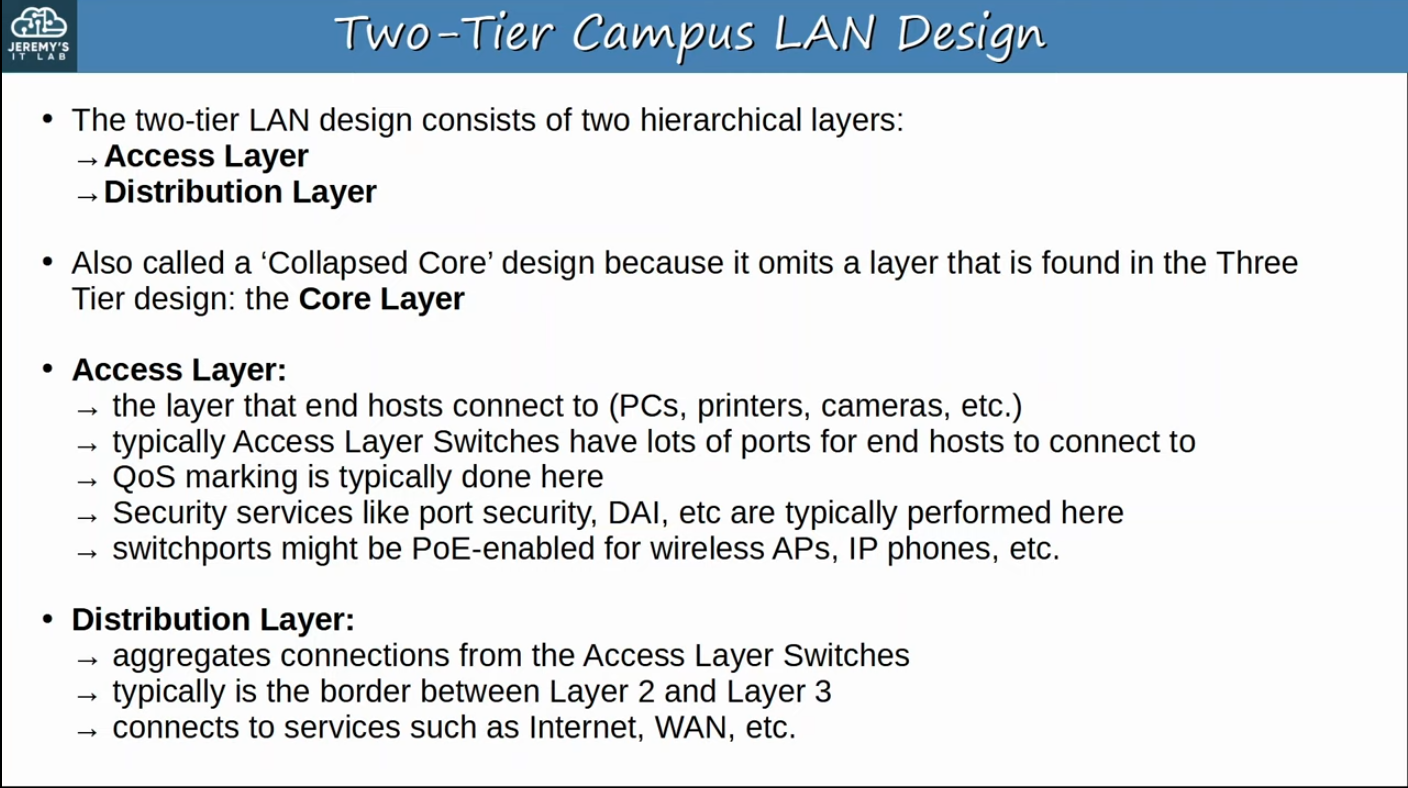 JEREMY'S
IT LAB
Two-Tier Campus LAN Design
• The two-tier LAN design consists of two hierarchical layers:
→Access Layer
→Distribution Layer
• Also called a ‘Collapsed Core’ design because it omits a layer that is found in the Three
Tier design: the Core Layer
• Access Layer:
→ the layer that end hosts connect to (PCs, printers, cameras, etc.)
→ typically Access Layer Switches have lots of ports for end hosts to connect to
→ QoS marking is typically done here
→ Security services like port security, DAI, etc are typically performed here
→ switchports might be PoE-enabled for wireless APs, IP phones, etc.
• Distribution Layer:
→ aggregates connections from the Access Layer Switches
→ typically is the border between Layer 2 and Layer 3
→ connects to services such as Internet, WAN, etc.